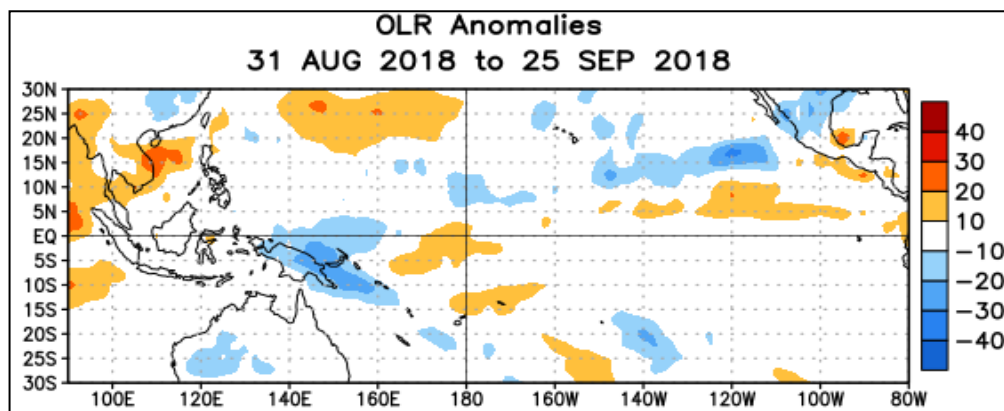 OLR Anomalies
31 AUG 2018 to 25 SEP 2018
30N
25N
20N
15N
10N
5N
EQ
5S
10S
15S
20S
25S
30S
100E 120E 140E 160E 180 160W 140W 120W 100W 80W
40
30
20
10
-10
-20
-30
-40